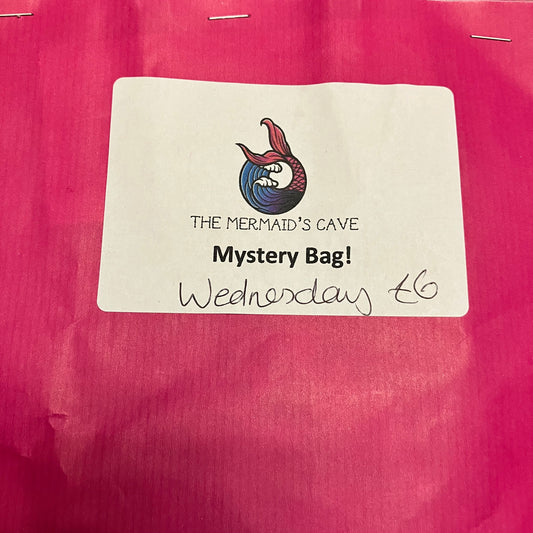 THE MERMAID'S CAVE
Mystery Bag!
Wednesday £6